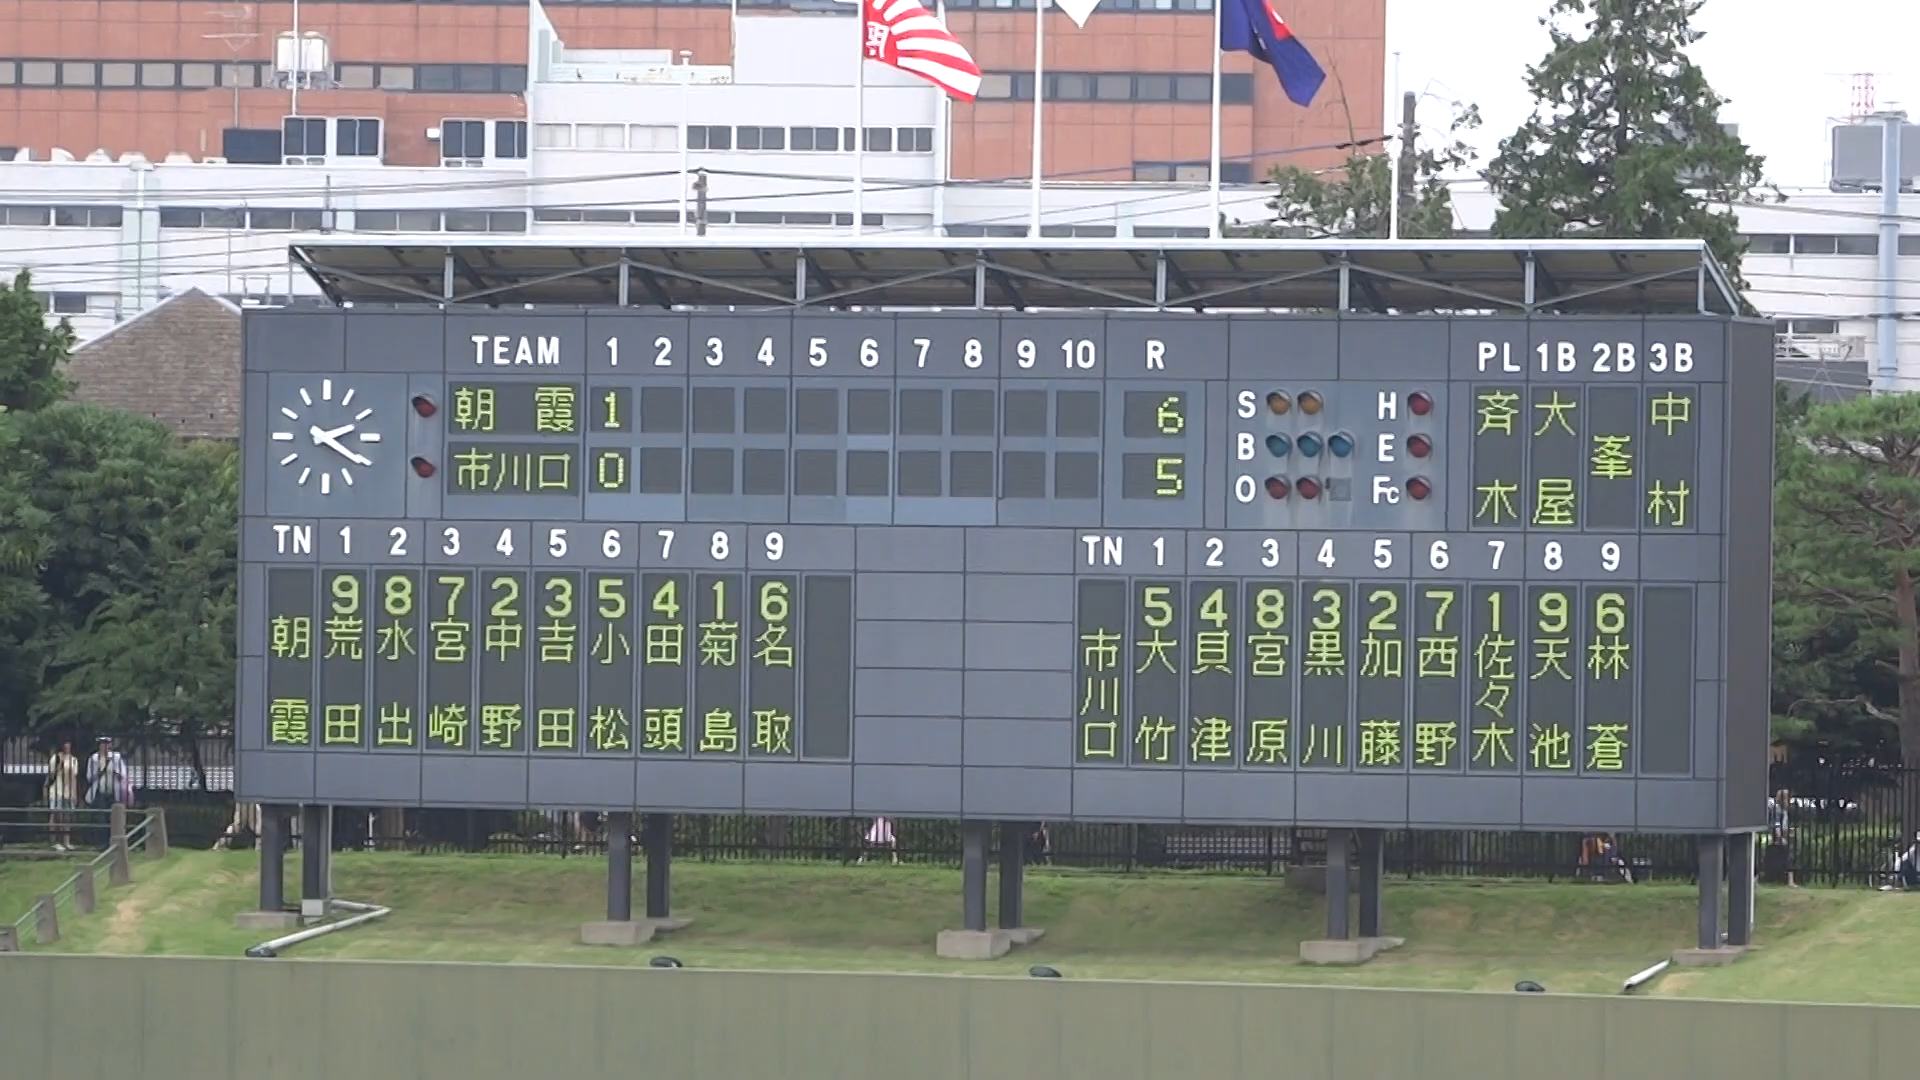 TEAM 1 2 3 4 5 6 7 8 9 10 R
朝霞 1 6
市川口 0 5
S H
B E
O Fc
PL 1B 2B 3B
斉木 大屋 峯 中村
TN 1 2 3 4 5 6 7 8 9
9 8 7 2 3 5 4 1 6
朝霞 荒田 水出 宮崎 中野 吉田 小松 田頭 菊島 名取
TN 1 2 3 4 5 6 7 8 9
5 4 8 3 2 7 1 9 6
市川口 大竹 貝津 宮原 黒川 加藤 西野 佐々木 天池 林蒼